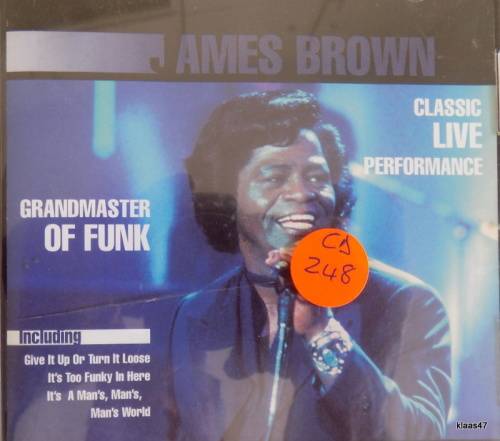 JAMES BROWN
CLASSIC
LIVE
PERFORMANCE
GRANDMASTER
OF FUNK
CD
248
Including
Give It Up Or Turn It Loose
It's Too Funky In Here
It's A Man's, Man's,
Man's World
klaas47